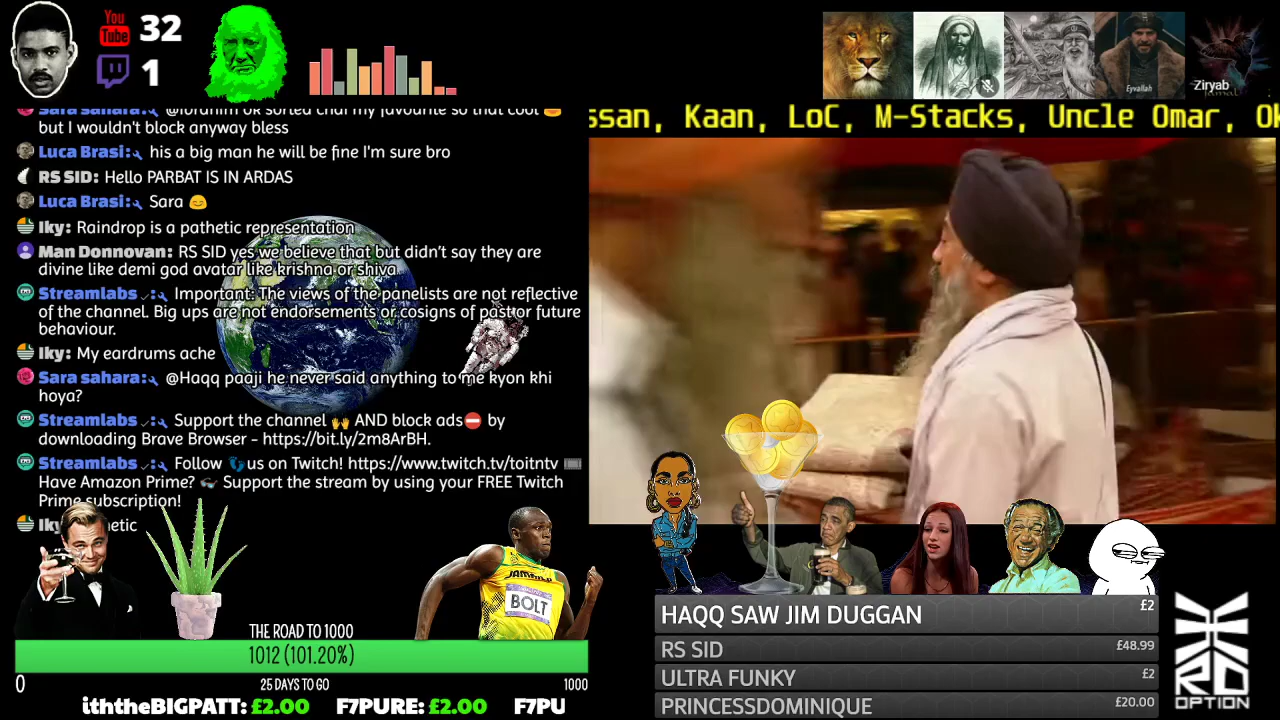 You
Tube
32
1
Eyvallah
Ziryab
Jamal
ssan, Kaan, LoC, M-Stacks, Uncle Omar, Ok
Sara sahara: @Ibrahim ok sorted chai my favourite so that cool
but I wouldn't block anyway bless
Luca Brasi: his a big man he will be fine I'm sure bro
RS SID: Hello PARBAT IS IN ARDAS
Luca Brasi: Sara 🤗
Iky: Raindrop is a pathetic representation
Man Donnovan: RS SID yes we believe that but didn't say they are
divine like demi god avatar like krishna or shiva
Streamlabs ✓: Important: The views of the panelists are not reflective
of the channel. Big ups are not endorsements or cosigns of past or future
behaviour.
Iky: My eardrums ache
Sara sahara: @Haqq paaji he never said anything to me kyon khi
hoya?
Streamlabs ✓: Support the channel 🙌 AND block ads⛔ by
downloading Brave Browser - https://bit.ly/2m8ArBH.
Streamlabs ✓: Follow 👣us on Twitch! https://www.twitch.tv/toitntv
Have Amazon Prime? Support the stream by using your FREE Twitch
Prime subscription!
Iky: etic
JAMAICA
BOLT
THE ROAD TO 1000
1012 (101.20%)
0
25 DAYS TO GO
1000
iththeBIGPATT: £2.00 F7PURE: £2.00 F7PU
HAQQ SAW JIM DUGGAN £2
RS SID £48.99
ULTRA FUNKY £2
PRINCESSDOMINIQUE £20.00
OPTION